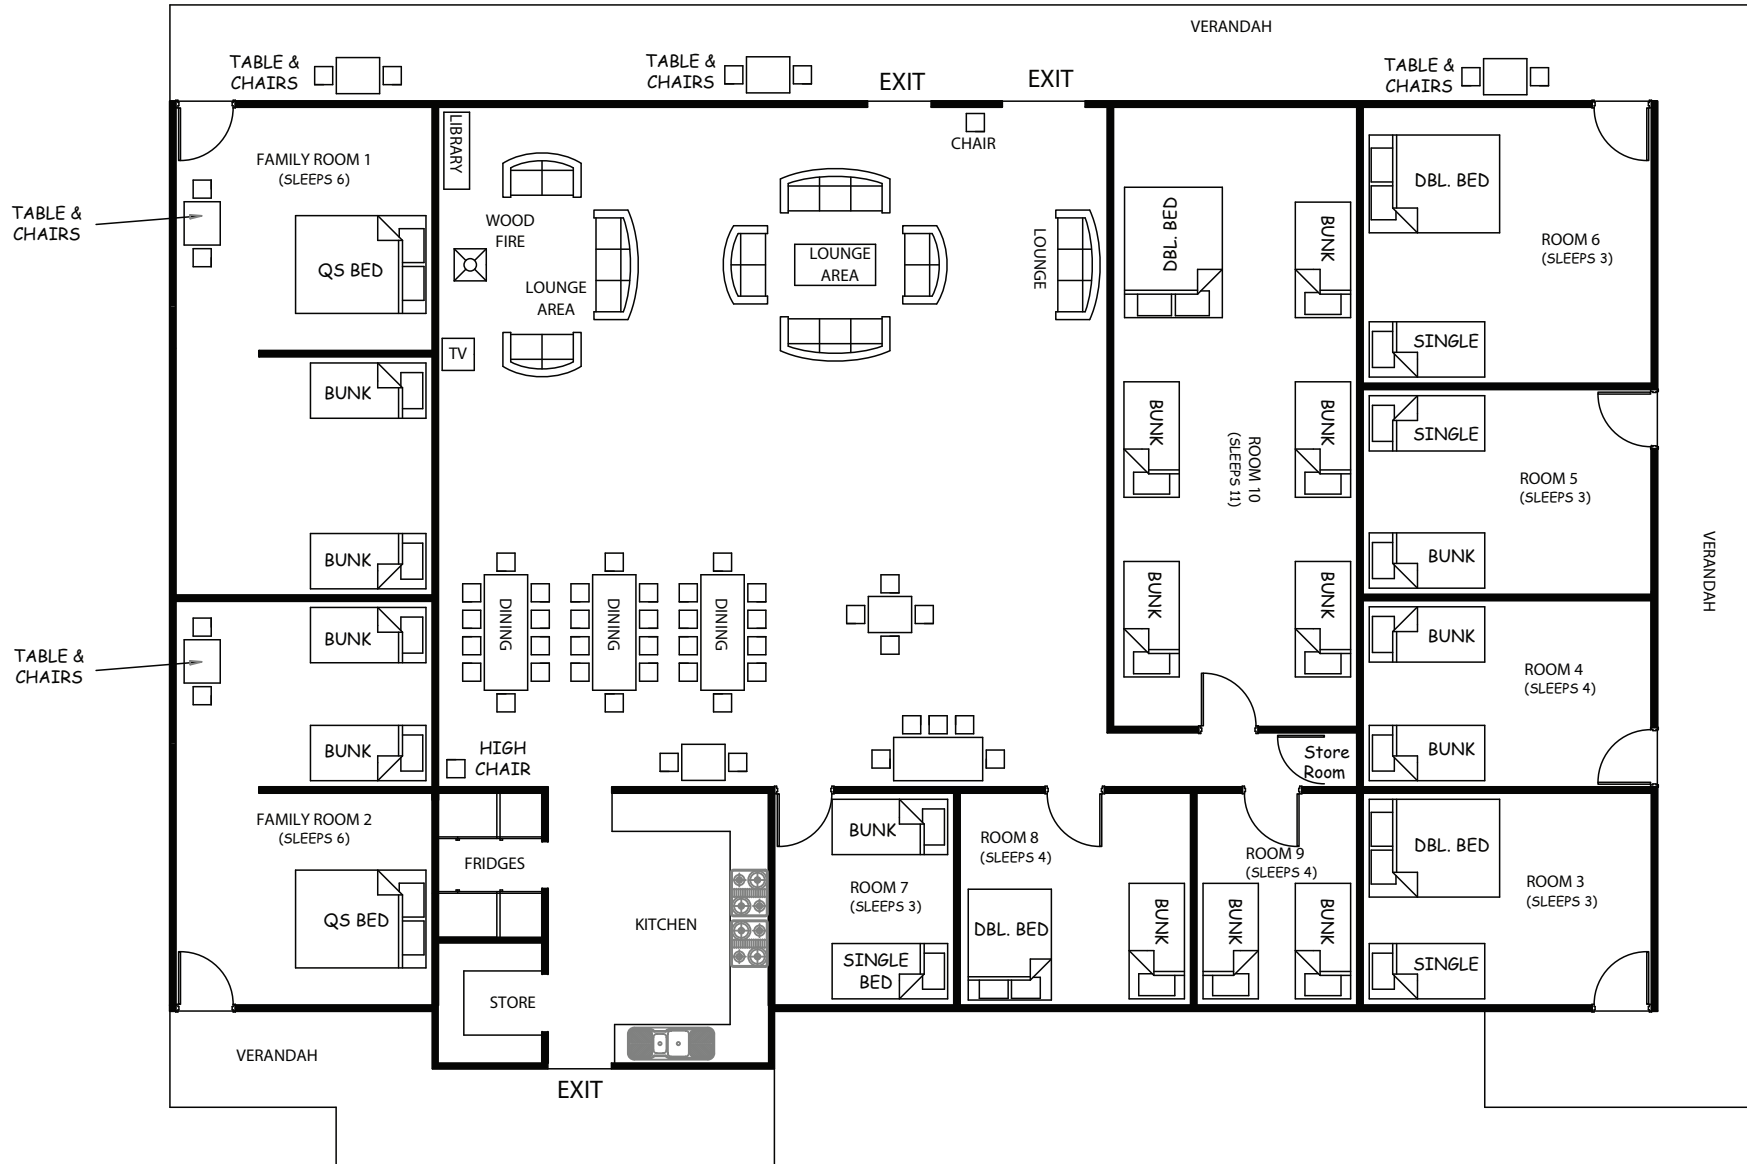 VERANDAH
TABLE &
CHAIRS
TABLE &
CHAIRS
EXIT
EXIT
TABLE &
CHAIRS
LIBRARY
CHAIR
FAMILY ROOM 1
(SLEEPS 6)
TABLE &
CHAIRS
QS BED
WOOD
FIRE
LOUNGE
AREA
LOUNGE
AREA
LOUNGE
TV
DBL. BED
BUNK
DBL. BED
ROOM 6
(SLEEPS 3)
SINGLE
BUNK
BUNK
BUNK
BUNK
ROOM 10
(SLEEPS 11)
BUNK
BUNK
SINGLE
ROOM 5
(SLEEPS 3)
BUNK
VERANDAH
DINING
DINING
DINING
BUNK
TABLE &
CHAIRS
BUNK
BUNK
ROOM 4
(SLEEPS 4)
BUNK
HIGH
CHAIR
Store
Room
FAMILY ROOM 2
(SLEEPS 6)
QS BED
FRIDGES
KITCHEN
STORE
BUNK
ROOM 7
(SLEEPS 3)
SINGLE
BED
ROOM 8
(SLEEPS 4)
DBL. BED
BUNK
ROOM 9
(SLEEPS 4)
BUNK
BUNK
DBL. BED
ROOM 3
(SLEEPS 3)
SINGLE
VERANDAH
EXIT